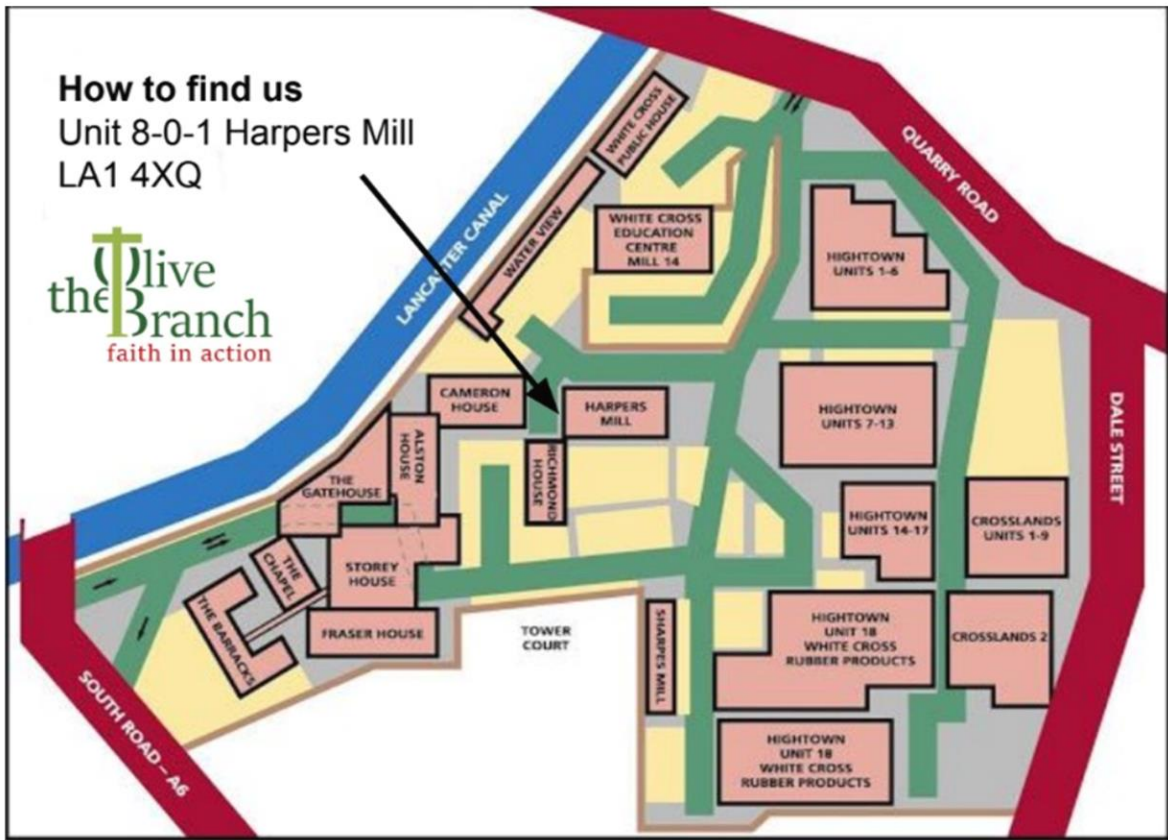 How to find us
Unit 8-0-1 Harpers Mill
LA1 4XQ
the Olive
Branch
faith in action
LANCASTER CANAL
WHITE CROSS
PUBLIC HOUSE
WATER VIEW
WHITE CROSS
EDUCATION
CENTRE
MILL 14
QUARRY ROAD
HIGHTOWN
UNITS 1-6
CAMERON
HOUSE
HARPERS
MILL
HIGHTOWN
UNITS 7-13
DALE STREET
ALSTON
HOUSE
THE
GATEHOUSE
RICHMOND
HOUSE
HIGHTOWN
UNITS 14-17
CROSSLANDS
UNITS 1-9
THE
CHAPEL
STOREY
HOUSE
THE BARRACKS
FRASER HOUSE
TOWER
COURT
SHARPES MILL
HIGHTOWN
UNIT 18
WHITE CROSS
RUBBER PRODUCTS
CROSSLANDS 2
SOUTH ROAD – A6
HIGHTOWN
UNIT 18
WHITE CROSS
RUBBER PRODUCTS